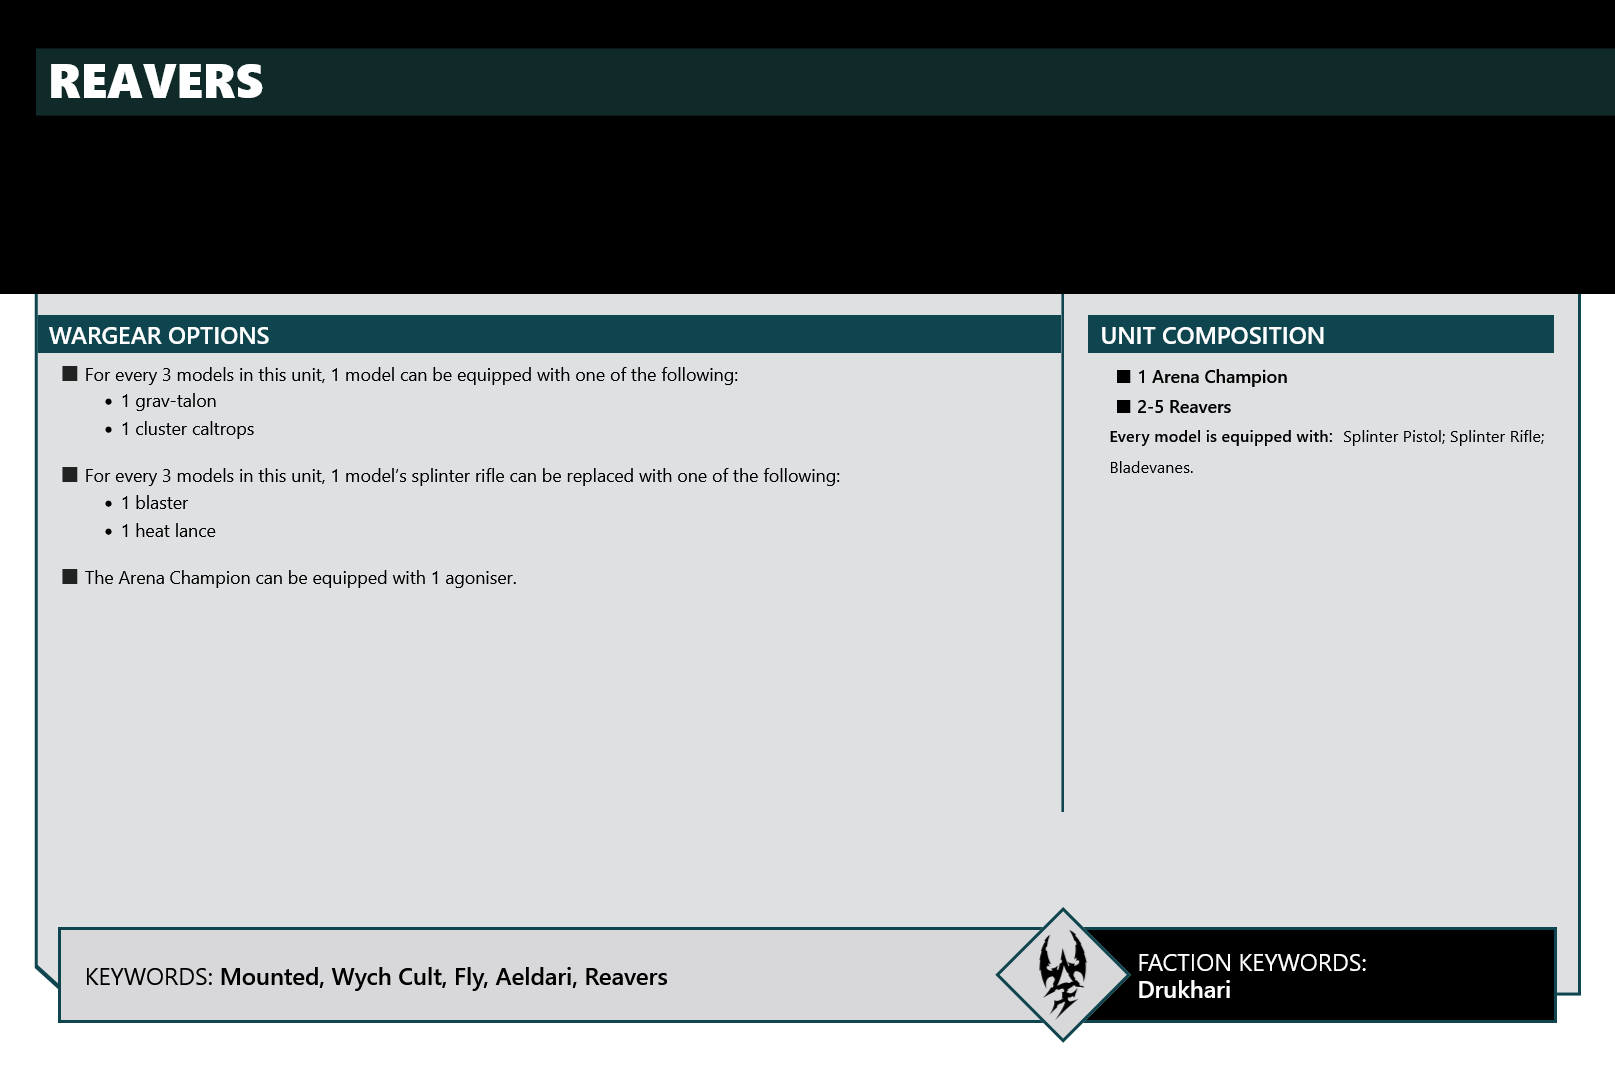 REAVERS
WARGEAR OPTIONS
■ For every 3 models in this unit, 1 model can be equipped with one of the following:
• 1 grav-talon
• 1 cluster caltrops
■ For every 3 models in this unit, 1 model’s splinter rifle can be replaced with one of the following:
• 1 blaster
• 1 heat lance
■ The Arena Champion can be equipped with 1 agoniser.
UNIT COMPOSITION
■ 1 Arena Champion
■ 2-5 Reavers
Every model is equipped with: Splinter Pistol; Splinter Rifle;
Bladevanes.
KEYWORDS: Mounted, Wych Cult, Fly, Aeldari, Reavers
FACTION KEYWORDS:
Drukhari